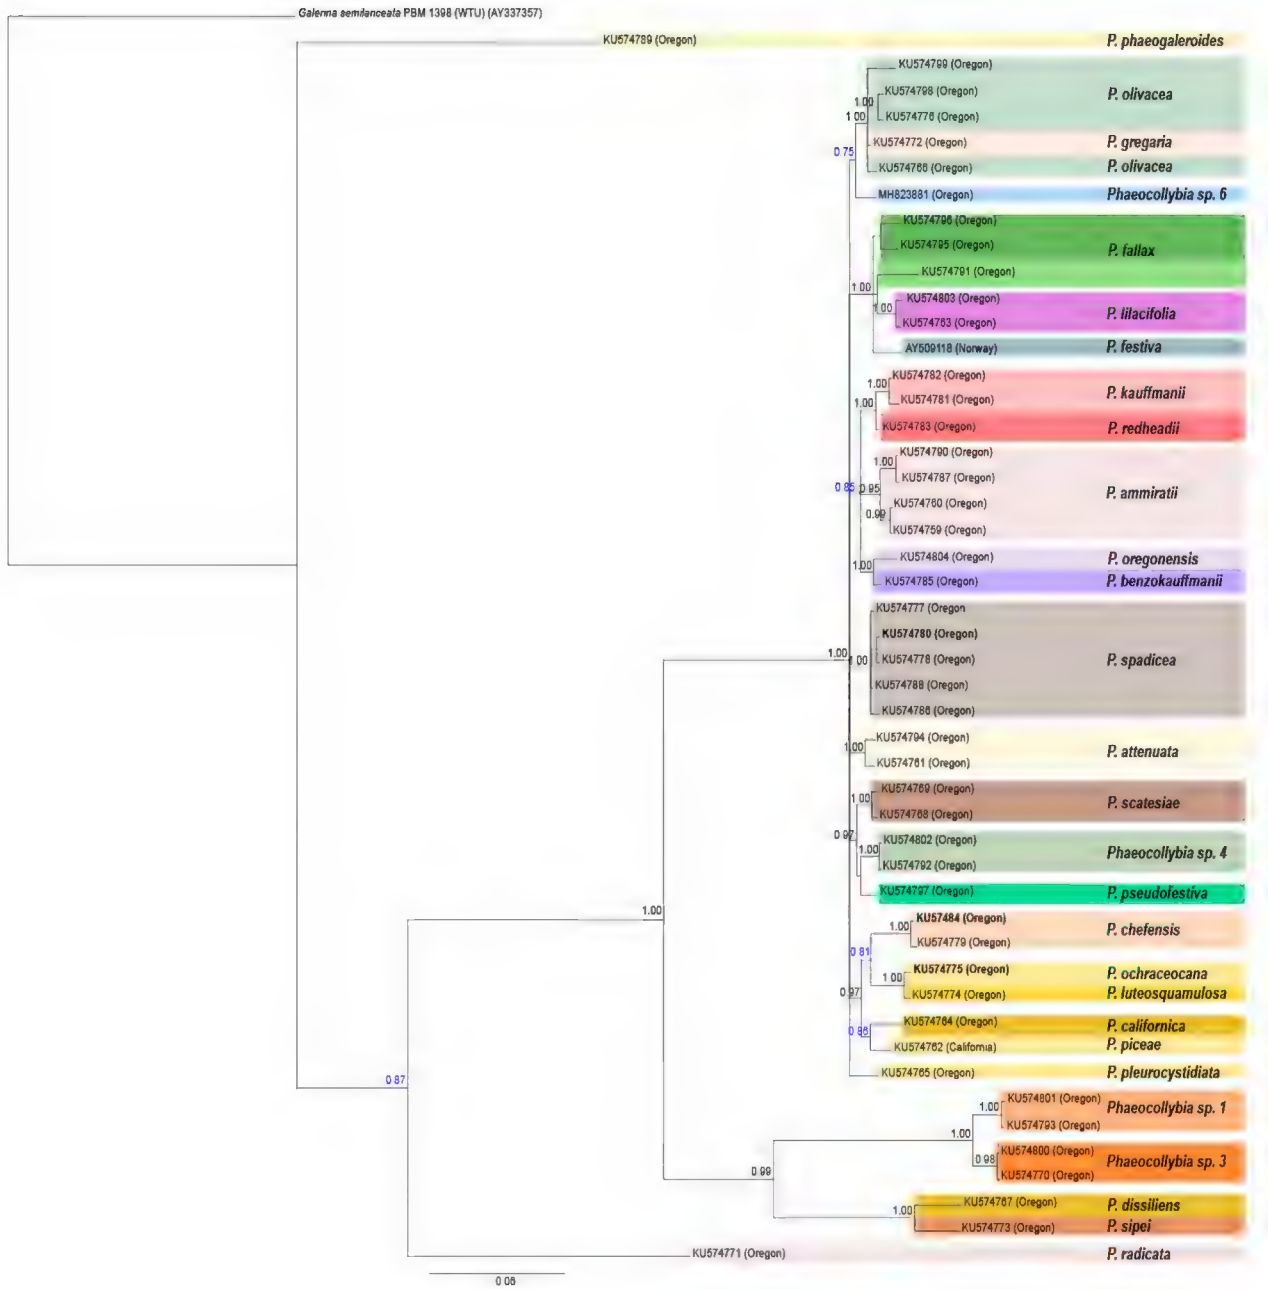 Galerina semilanceata PBM 1398 (WTU) (AY337357)
KU574789 (Oregon) P. phaeogaleroides
KU574799 (Oregon)
KU574798 (Oregon) P. olivacea
1.00
KU574776 (Oregon)
1.00
KU574772 (Oregon) P. gregaria
0.75
KU574766 (Oregon) P. olivacea
MH823881 (Oregon) Phaeocollybia sp. 6
KU574796 (Oregon)
KU574795 (Oregon) P. fallax
KU574791 (Oregon)
1.00
KU574803 (Oregon)
1.00 P. lilacifolia
KU574763 (Oregon)
AY509118 (Norway) P. festiva
KU574782 (Oregon)
1.00 P. kauffmanii
KU574781 (Oregon)
1.00
KU574783 (Oregon) P. redheadii
KU574790 (Oregon)
1.00
KU574787 (Oregon)
0.85 0.95 P. ammiratii
KU574760 (Oregon)
0.99
KU574759 (Oregon)
KU574804 (Oregon) P. oregonensis
1.00
KU574785 (Oregon) P. benzokauffmanii
KU574777 (Oregon
KU574780 (Oregon)
1.00 1.00 KU574778 (Oregon) P. spadicea
KU574788 (Oregon)
KU574786 (Oregon)
KU574794 (Oregon)
1.00 P. attenuata
KU574761 (Oregon)
KU574769 (Oregon)
1.00 P. scatesiae
KU574768 (Oregon)
0.97
KU574802 (Oregon)
1.00 Phaeocollybia sp. 4
KU574792 (Oregon)
KU574797 (Oregon) P. pseudofestiva
KU57484 (Oregon)
1.00 P. chefensis
KU574779 (Oregon)
0.81
KU574775 (Oregon) P. ochraceocana
1.00
KU574774 (Oregon) P. luteosquamulosa
0.97
KU574764 (Oregon) P. californica
0.86
KU574762 (California) P. piceae
KU574765 (Oregon) P. pleurocystidiata
0.87
KU574801 (Oregon) Phaeocollybia sp. 1
1.00
KU574793 (Oregon)
1.00
KU574800 (Oregon)
0.98 Phaeocollybia sp. 3
KU574770 (Oregon)
1.00
0.99
KU574767 (Oregon) P. dissiliens
1.00
KU574773 (Oregon) P. sipei
KU574771 (Oregon) P. radicata
0.06